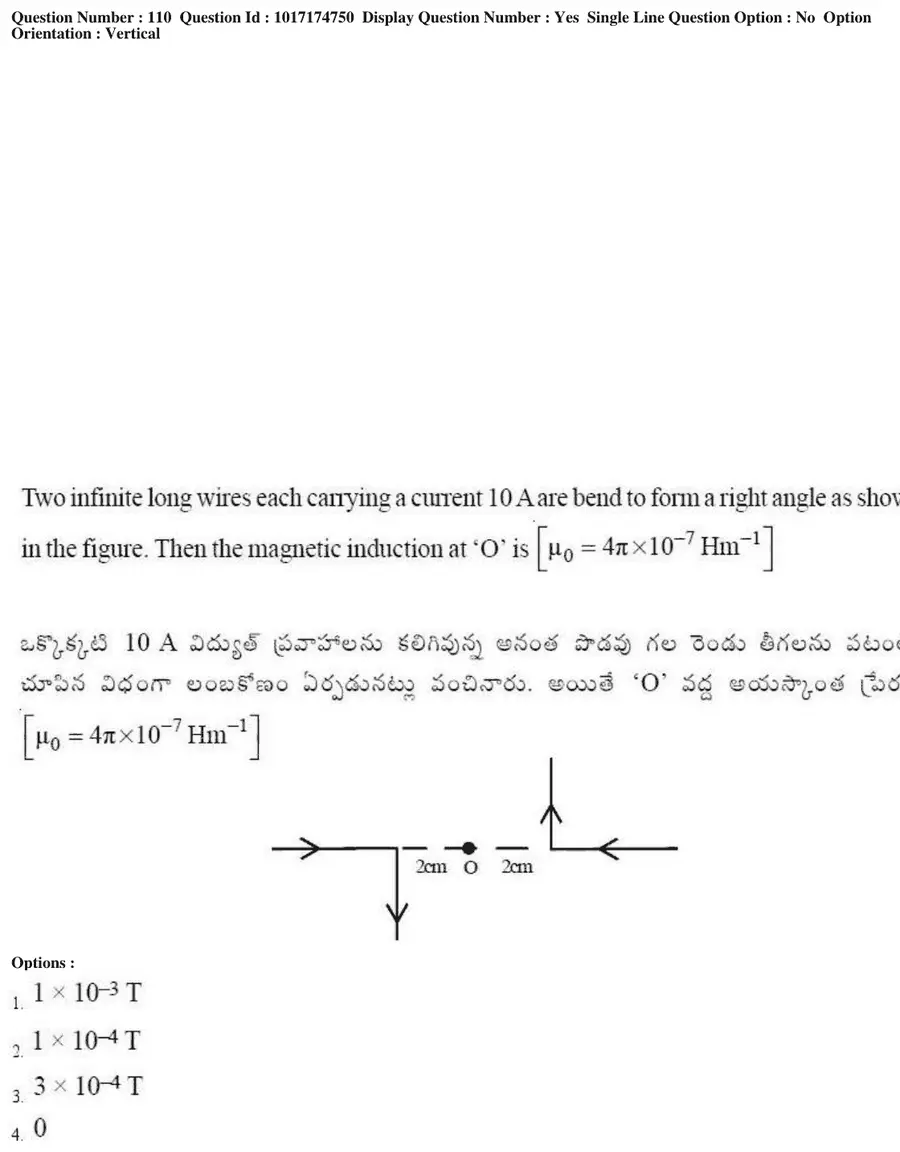 Question Number : 110 Question Id : 1017174750 Display Question Number : Yes Single Line Question Option : No Option
Orientation : Vertical
Two infinite long wires each carrying a current 10 A are bend to form a right angle as show
in the figure. Then the magnetic induction at ‘O’ is [μ₀ = 4π×10⁻⁷ Hm⁻¹]
ఒక్కొక్కటి 10 A విద్యుత్ ప్రవాహాలను కలిగివున్న అనంత పొడవు గల రెండు తీగలను
చూపిన విధంగా లంబకోణం ఏర్పడునట్లు వంచినారు. అయితే ‘O’ వద్ద అయస్కాంత
[μ₀ = 4π×10⁻⁷ Hm⁻¹]
2cm O 2cm
Options :
1. 1 × 10⁻³ T
2. 1 × 10⁻⁴ T
3. 3 × 10⁻⁴ T
4. 0